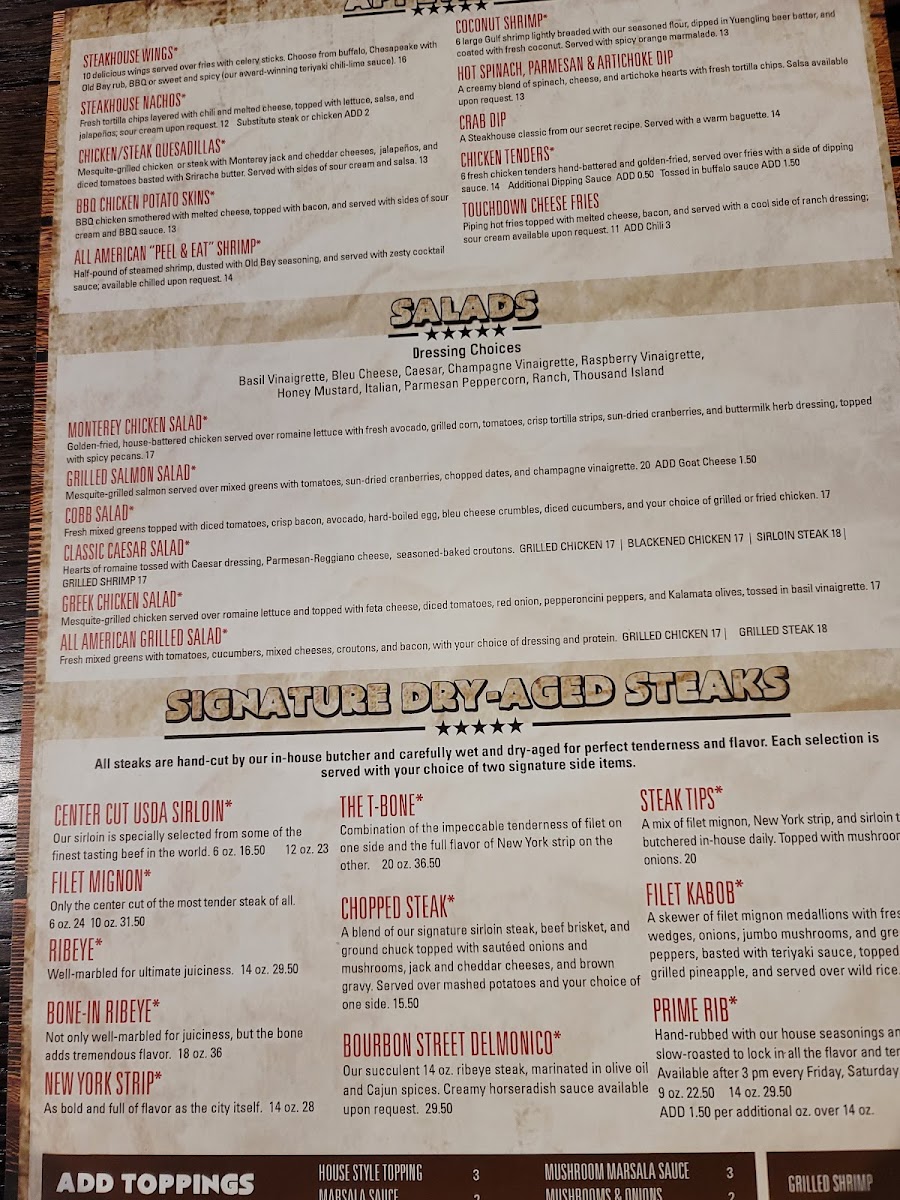 STEAKHOUSE WINGS*
10 delicious wings served over fries with celery sticks. Choose from buffalo, Chesapeake with
Old Bay rub, BBQ or sweet and spicy (our award-winning teriyaki chili-lime sauce). 16
STEAKHOUSE NACHOS*
Fresh tortilla chips layered with chili and melted cheese, topped with lettuce, salsa, and
jalapeños; sour cream upon request. 12 Substitute steak or chicken ADD 2
CHICKEN/STEAK QUESADILLAS*
Mesquite-grilled chicken or steak with Monterey jack and cheddar cheeses, jalapeños, and
diced tomatoes basted with Sriracha butter. Served with sides of sour cream and salsa. 13
BBQ CHICKEN POTATO SKINS*
BBQ chicken smothered with melted cheese, topped with bacon, and served with sides of sour
cream and BBQ sauce. 13
ALL AMERICAN "PEEL & EAT" SHRIMP*
Half-pound of steamed shrimp, dusted with Old Bay seasoning, and served with zesty cocktail
sauce; available chilled upon request. 14
COCONUT SHRIMP*
6 large Gulf shrimp lightly breaded with our seasoned flour, dipped in Yuengling beer batter, and
coated with fresh coconut. Served with spicy orange marmalade. 13
HOT SPINACH, PARMESAN & ARTICHOKE DIP
A creamy blend of spinach, cheese, and artichoke hearts with fresh tortilla chips. Salsa available
upon request. 13
CRAB DIP
A Steakhouse classic from our secret recipe. Served with a warm baguette. 14
CHICKEN TENDERS*
6 fresh chicken tenders hand-battered and golden-fried, served over fries with a side of dipping
sauce. 14 Additional Dipping Sauce ADD 0.50 Tossed in buffalo sauce ADD 1.50
TOUCHDOWN CHEESE FRIES
Piping hot fries topped with melted cheese, bacon, and served with a cool side of ranch dressing;
sour cream available upon request. 11 ADD Chili 3
SALADS
Dressing Choices
Basil Vinaigrette, Bleu Cheese, Caesar, Champagne Vinaigrette, Raspberry Vinaigrette,
Honey Mustard, Italian, Parmesan Peppercorn, Ranch, Thousand Island
MONTEREY CHICKEN SALAD*
Golden-fried, house-battered chicken served over romaine lettuce with fresh avocado, grilled corn, tomatoes, crisp tortilla strips, sun-dried cranberries, and buttermilk herb dressing, topped
with spicy pecans. 17
GRILLED SALMON SALAD*
Mesquite-grilled salmon served over mixed greens with tomatoes, sun-dried cranberries, chopped dates, and champagne vinaigrette. 20 ADD Goat Cheese 1.50
COBB SALAD*
Fresh mixed greens topped with diced tomatoes, crisp bacon, avocado, hard-boiled egg, bleu cheese crumbles, diced cucumbers, and your choice of grilled or fried chicken. 17
CLASSIC CAESAR SALAD*
Hearts of romaine tossed with Caesar dressing, Parmesan-Reggiano cheese, seasoned-baked croutons. GRILLED CHICKEN 17 | BLACKENED CHICKEN 17 | SIRLOIN STEAK 18 |
GRILLED SHRIMP 17
GREEK CHICKEN SALAD*
Mesquite-grilled chicken served over romaine lettuce and topped with feta cheese, diced tomatoes, red onion, pepperoncini peppers, and Kalamata olives, tossed in basil vinaigrette. 17
ALL AMERICAN GRILLED SALAD*
Fresh mixed greens with tomatoes, cucumbers, mixed cheeses, croutons, and bacon, with your choice of dressing and protein. GRILLED CHICKEN 17 | GRILLED STEAK 18
SIGNATURE DRY-AGED STEAKS
All steaks are hand-cut by our in-house butcher and carefully wet and dry-aged for perfect tenderness and flavor. Each selection is
served with your choice of two signature side items.
CENTER CUT USDA SIRLOIN*
Our sirloin is specially selected from some of the
finest tasting beef in the world. 6 oz. 16.50 12 oz. 23
FILET MIGNON*
Only the center cut of the most tender steak of all.
6 oz. 24 10 oz. 31.50
RIBEYE*
Well-marbled for ultimate juiciness. 14 oz. 29.50
BONE-IN RIBEYE*
Not only well-marbled for juiciness, but the bone
adds tremendous flavor. 18 oz. 36
NEW YORK STRIP*
As bold and full of flavor as the city itself. 14 oz. 28
THE T-BONE*
Combination of the impeccable tenderness of filet on
one side and the full flavor of New York strip on the
other. 20 oz. 36.50
CHOPPED STEAK*
A blend of our signature sirloin steak, beef brisket, and
ground chuck topped with sautéed onions and
mushrooms, jack and cheddar cheeses, and brown
gravy. Served over mashed potatoes and your choice of
one side. 15.50
BOURBON STREET DELMONICO*
Our succulent 14 oz. ribeye steak, marinated in olive oil
and Cajun spices. Creamy horseradish sauce available
upon request. 29.50
STEAK TIPS*
A mix of filet mignon, New York strip, and sirloin t
butchered in-house daily. Topped with mushroor
onions. 20
FILET KABOB*
A skewer of filet mignon medallions with fres
wedges, onions, jumbo mushrooms, and gre
peppers, basted with teriyaki sauce, topped
grilled pineapple, and served over wild rice.
PRIME RIB*
Hand-rubbed with our house seasonings an
slow-roasted to lock in all the flavor and ter
Available after 3 pm every Friday, Saturday
9 oz. 22.50 14 oz. 29.50
ADD 1.50 per additional oz. over 14 oz.
ADD TOPPINGS
HOUSE STYLE TOPPING 3
MARSALA SAUCE
MUSHROOM MARSALA SAUCE 3
MUSHROOMS & ONIONS
GRILLED SHRIMP